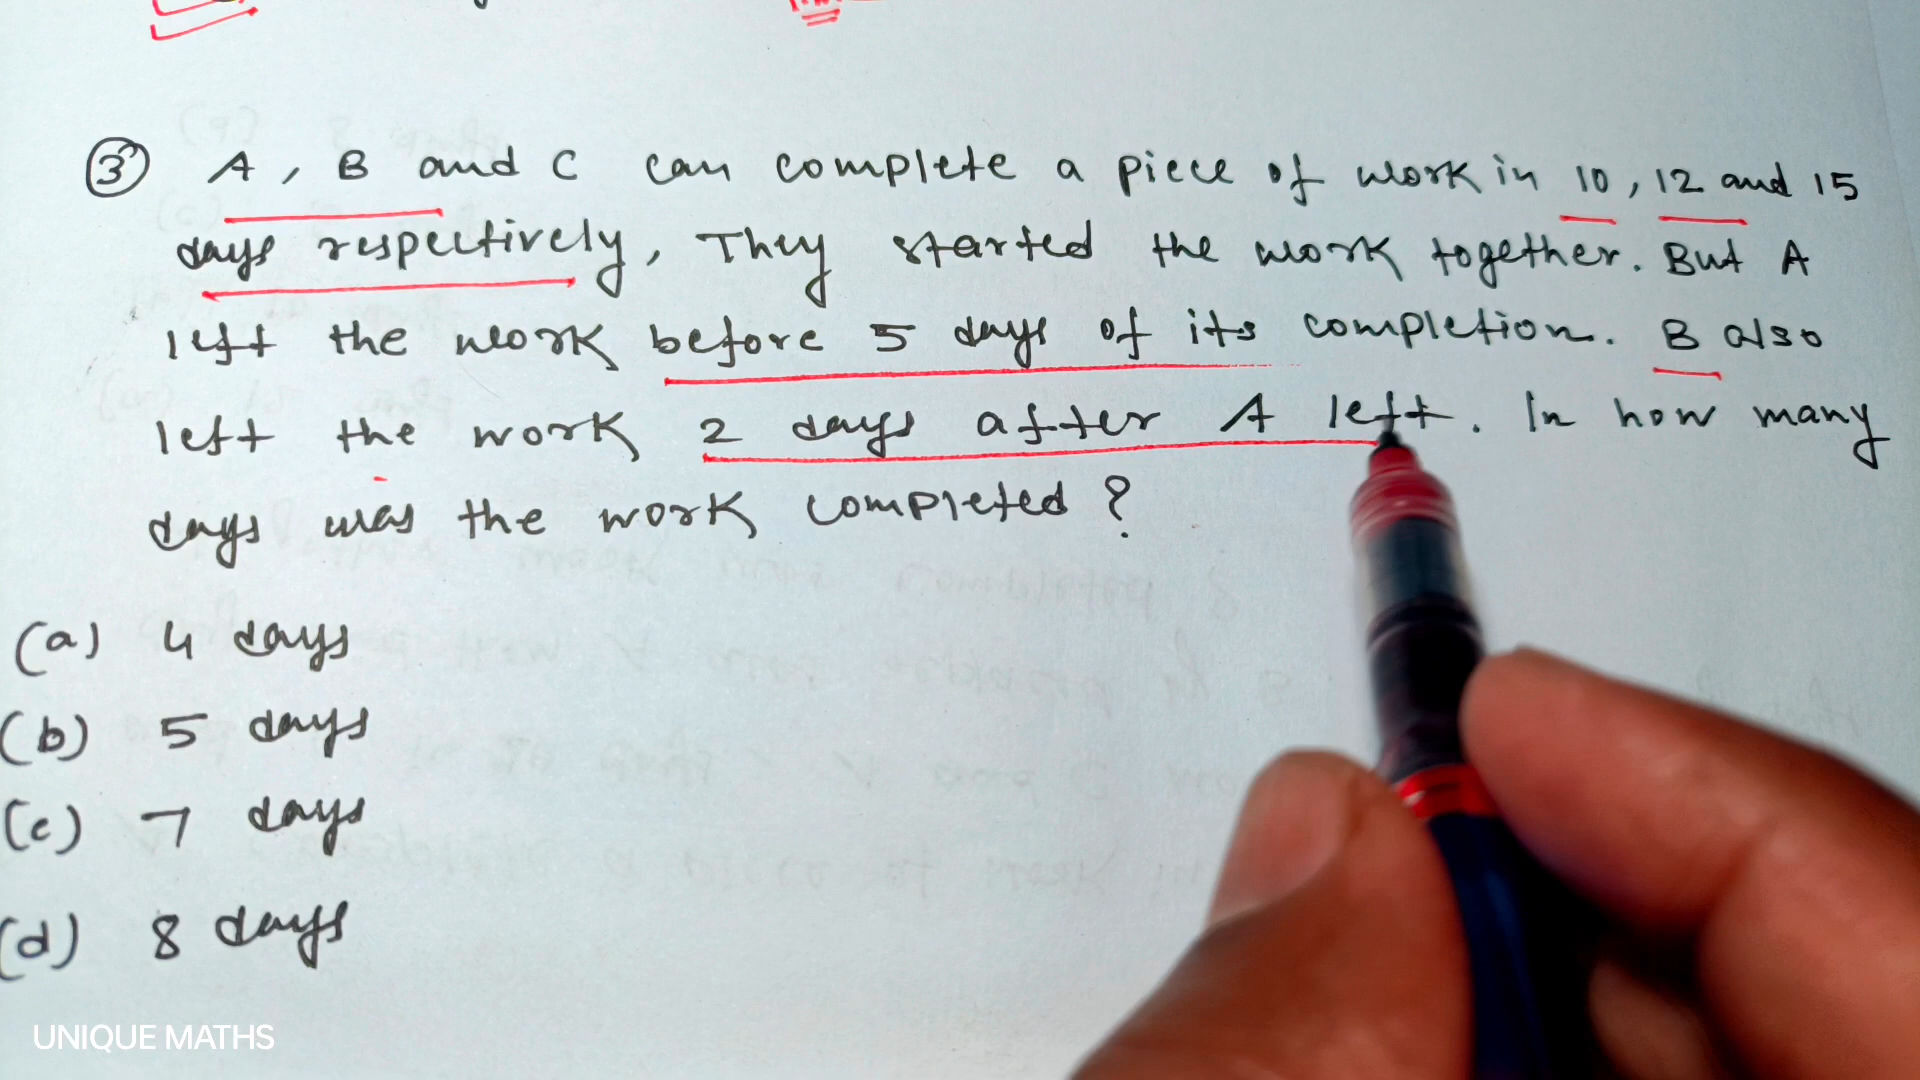 ③ A, B and C can complete a piece of work in 10, 12 and 15
days respectively, They started the work together. But A
left the work before 5 days of its completion. B also
left the work 2 days after A left. In how many
days was the work completed?
(a) 4 days
(b) 5 days
(c) 7 days
(d) 8 days
UNIQUE MATHS